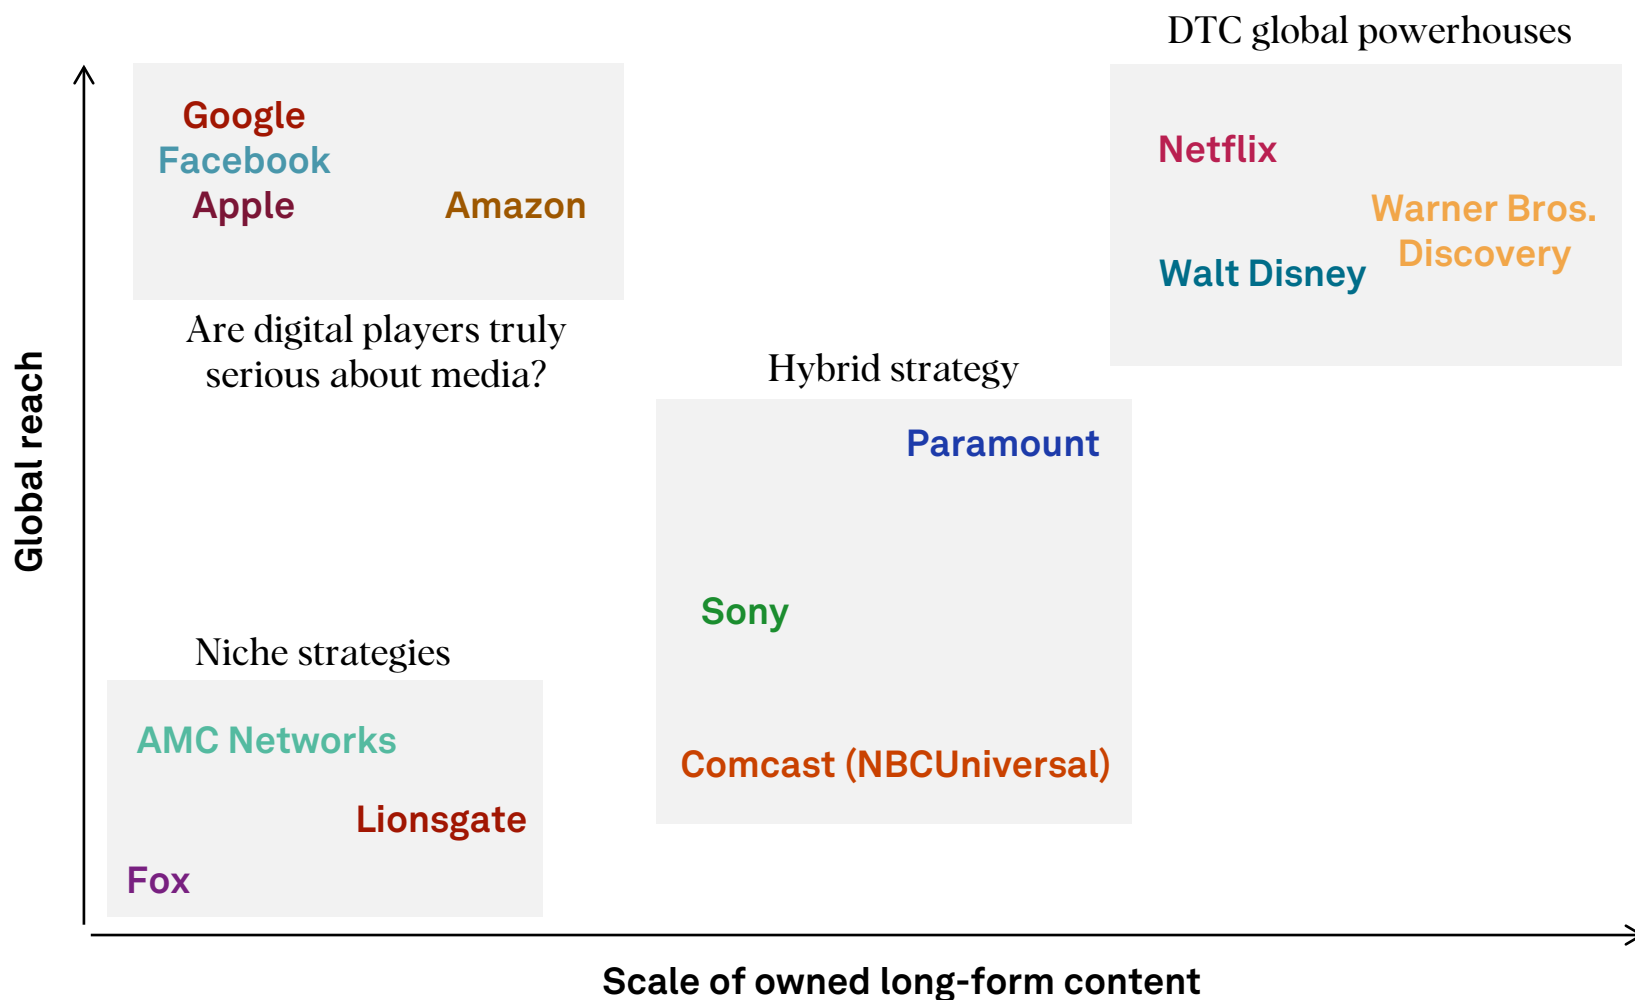 DTC global powerhouses
Google
Facebook
Apple
Amazon
Netflix
Warner Bros.
Discovery
Walt Disney
Are digital players truly
serious about media?
Hybrid strategy
Paramount
Sony
Comcast (NBCUniversal)
Niche strategies
AMC Networks
Lionsgate
Fox
Global reach
Scale of owned long-form content